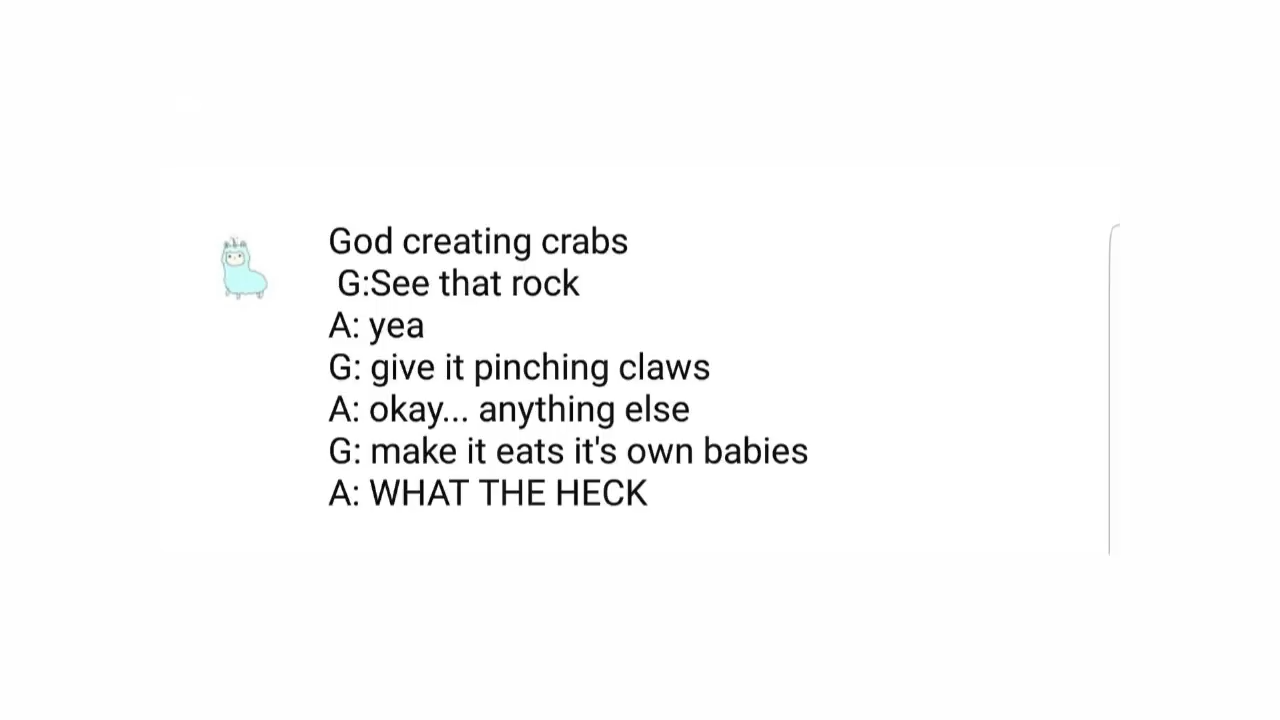 God creating crabs
G:See that rock
A: yea
G: give it pinching claws
A: okay... anything else
G: make it eats it's own babies
A: WHAT THE HECK